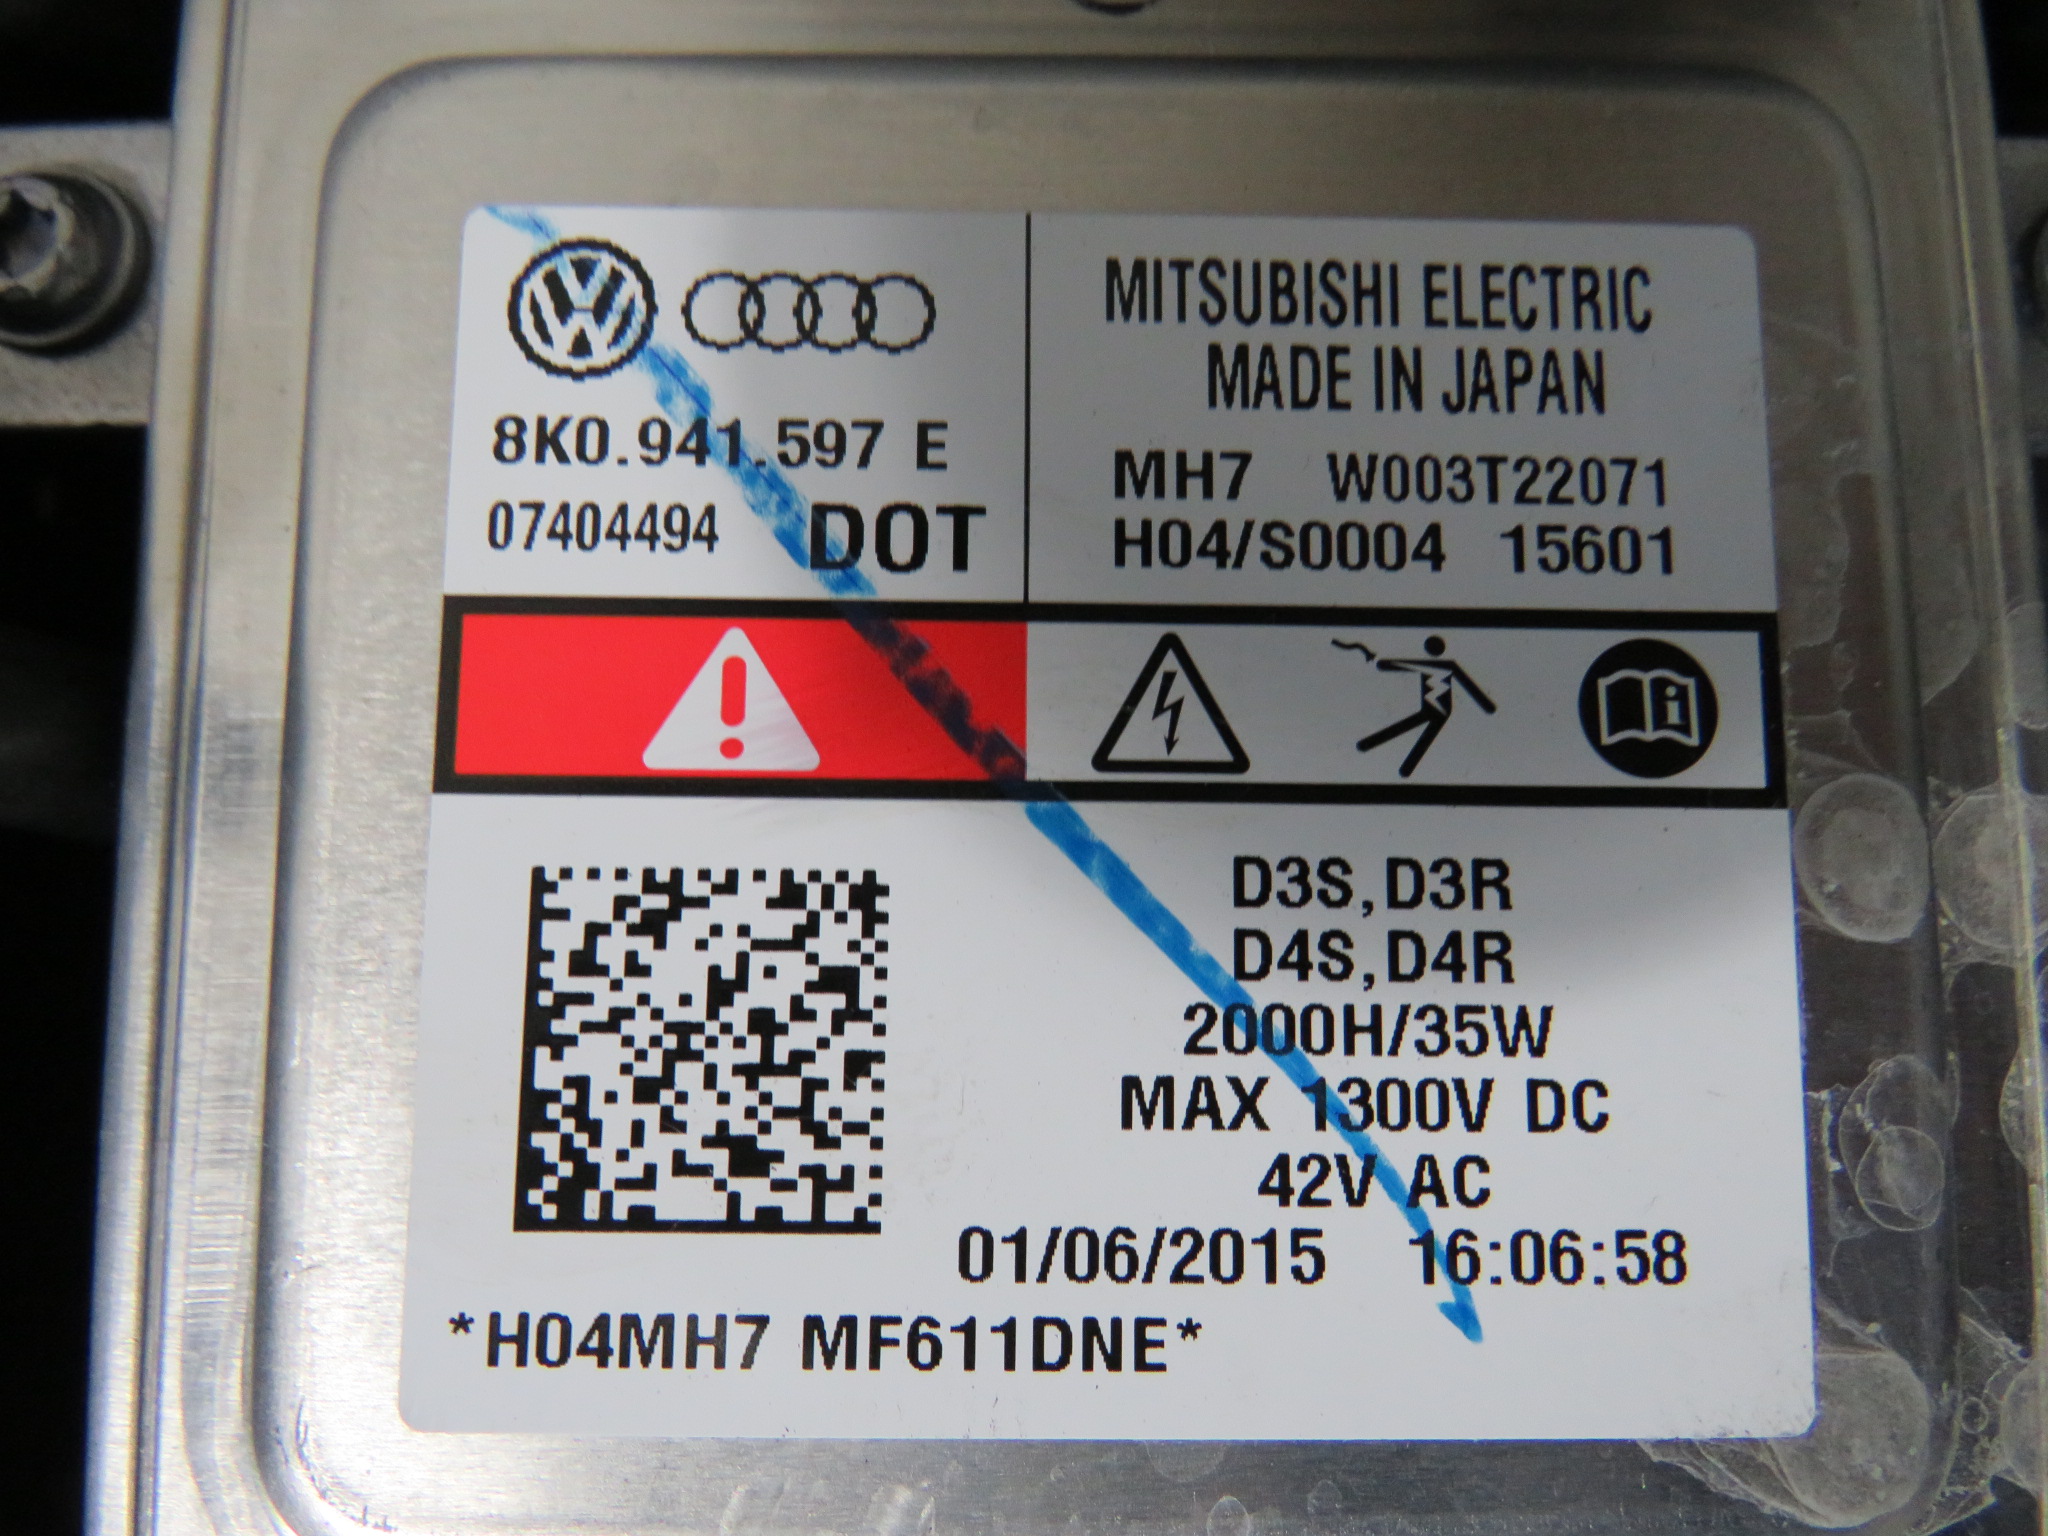 8K0.941.597 E
07404494 DOT
MITSUBISHI ELECTRIC
MADE IN JAPAN
MH7 W003T22071
H04/S0004 15601
D3S,D3R
D4S,D4R
2000H/35W
MAX 1300V DC
42V AC
01/06/2015 16:06:58
*H04MH7 MF611DNE*